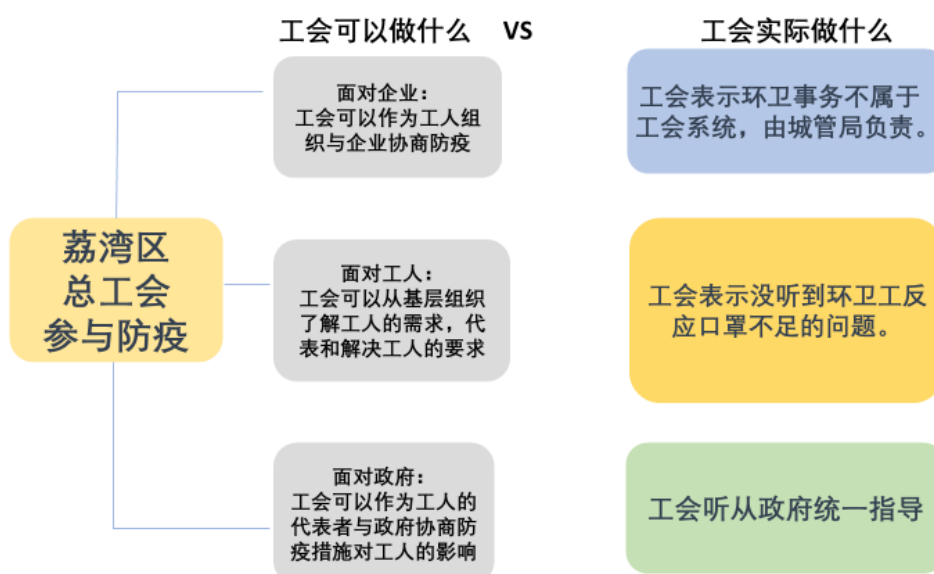 工会可以做什么 VS 工会实际做什么
荔湾区
总工会
参与防疫
面对企业：
工会可以作为工人组
织与企业协商防疫
工会表示环卫事务不属于
工会系统，由城管局负责。
面对工人：
工会可以从基层组织
了解工人的需求，代
表和解决工人的要求
工会表示没听到环卫工反
应口罩不足的问题。
面对政府：
工会可以作为工人的
代表者与政府协商防
疫措施对工人的影响
工会听从政府统一指导